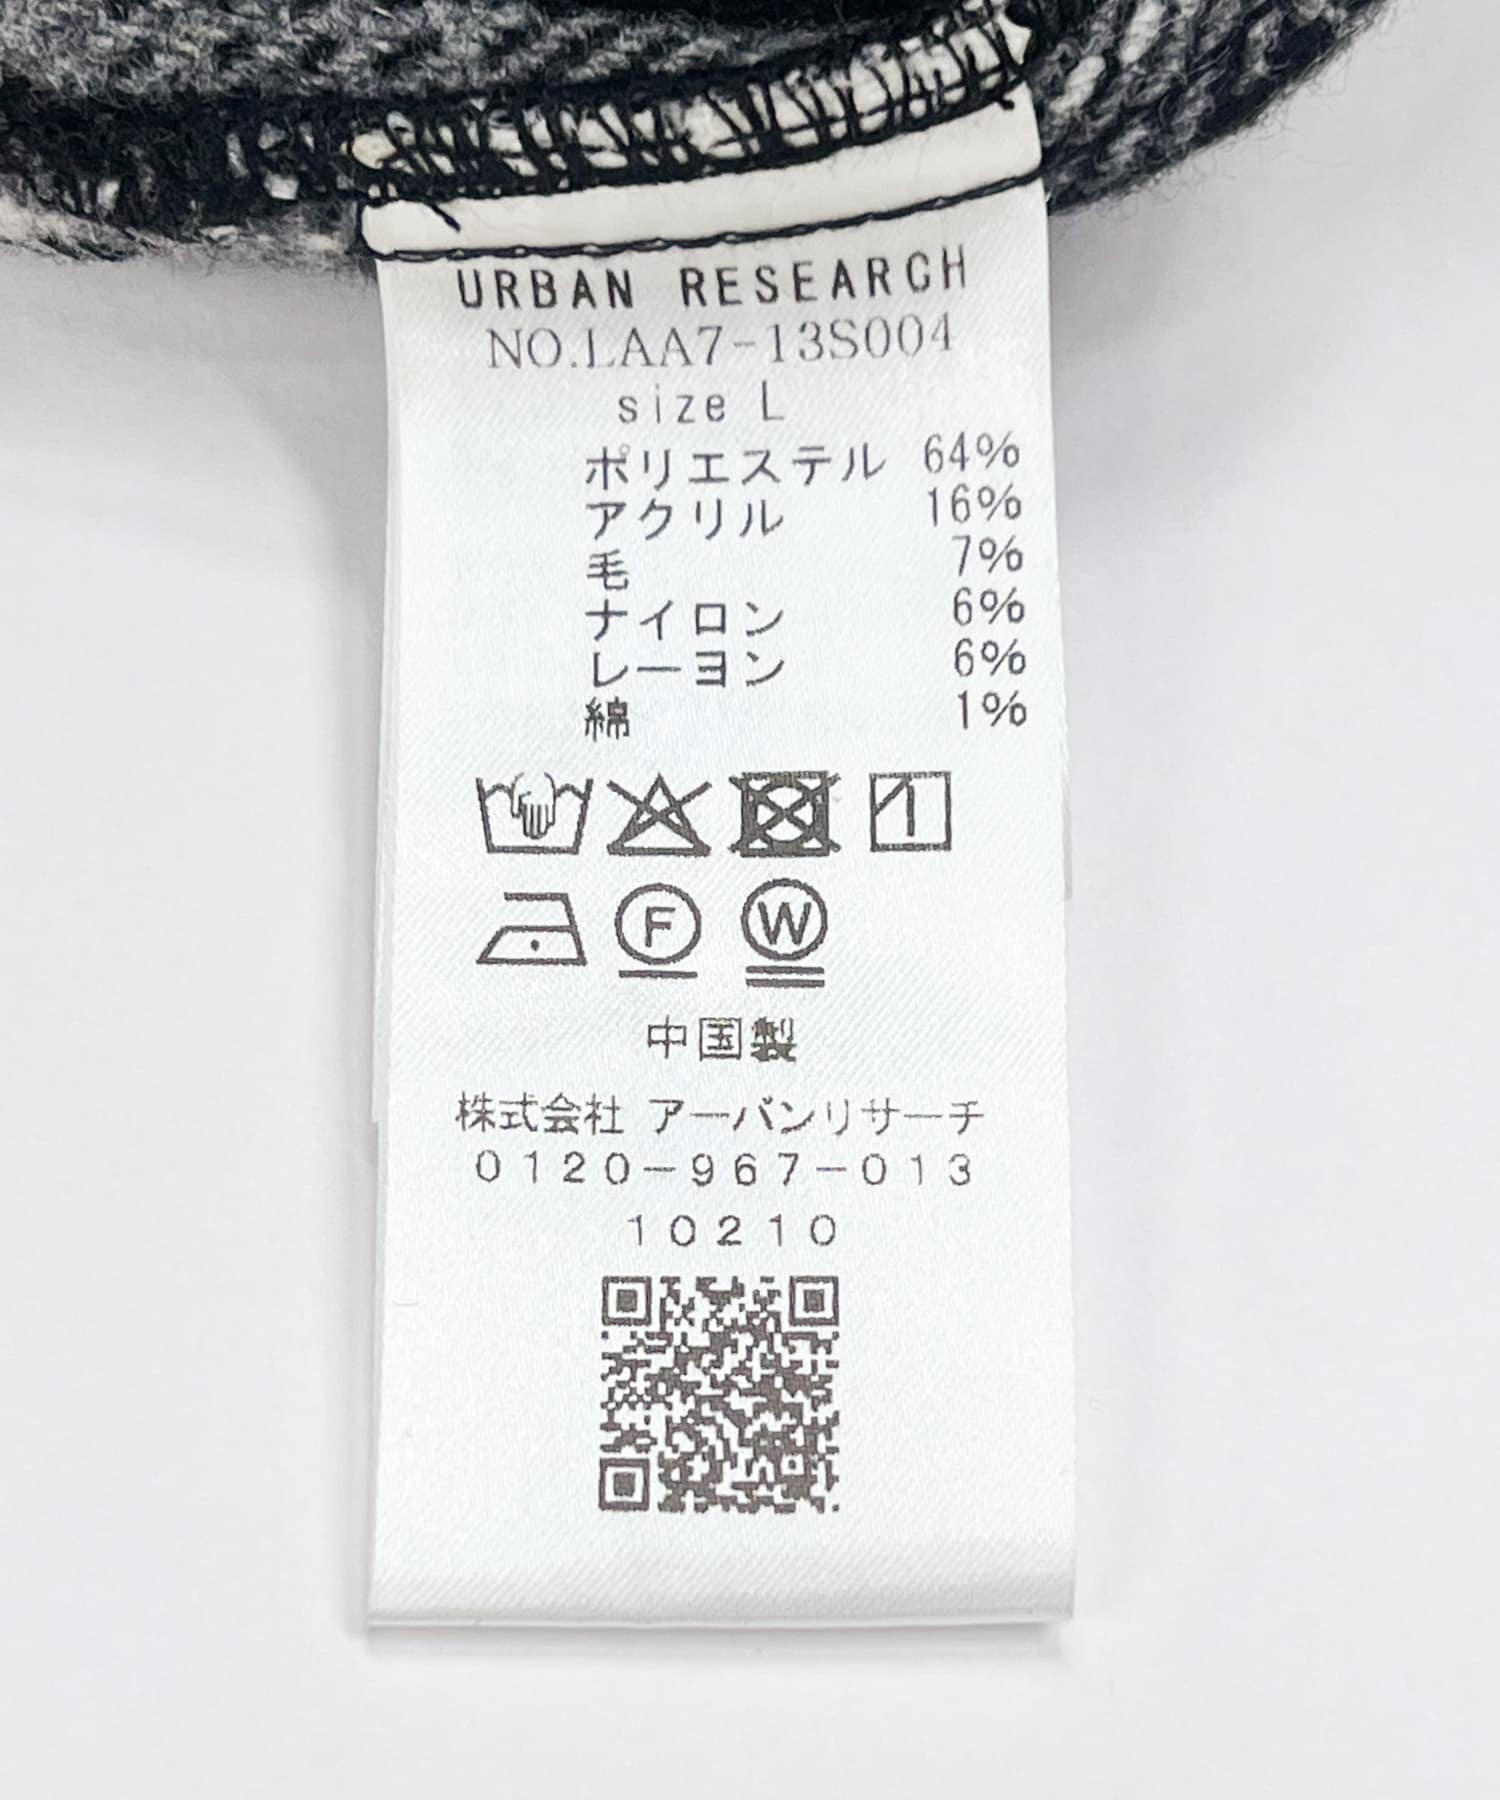 URBAN RESEARCH
NO.LAA7-13S004
size L
ポリエステル 64%
アクリル 16%
毛 7%
ナイロン 6%
レーヨン 6%
綿 1%
F W
中国製
株式会社 アーバンリサーチ
0120-967-013
10210